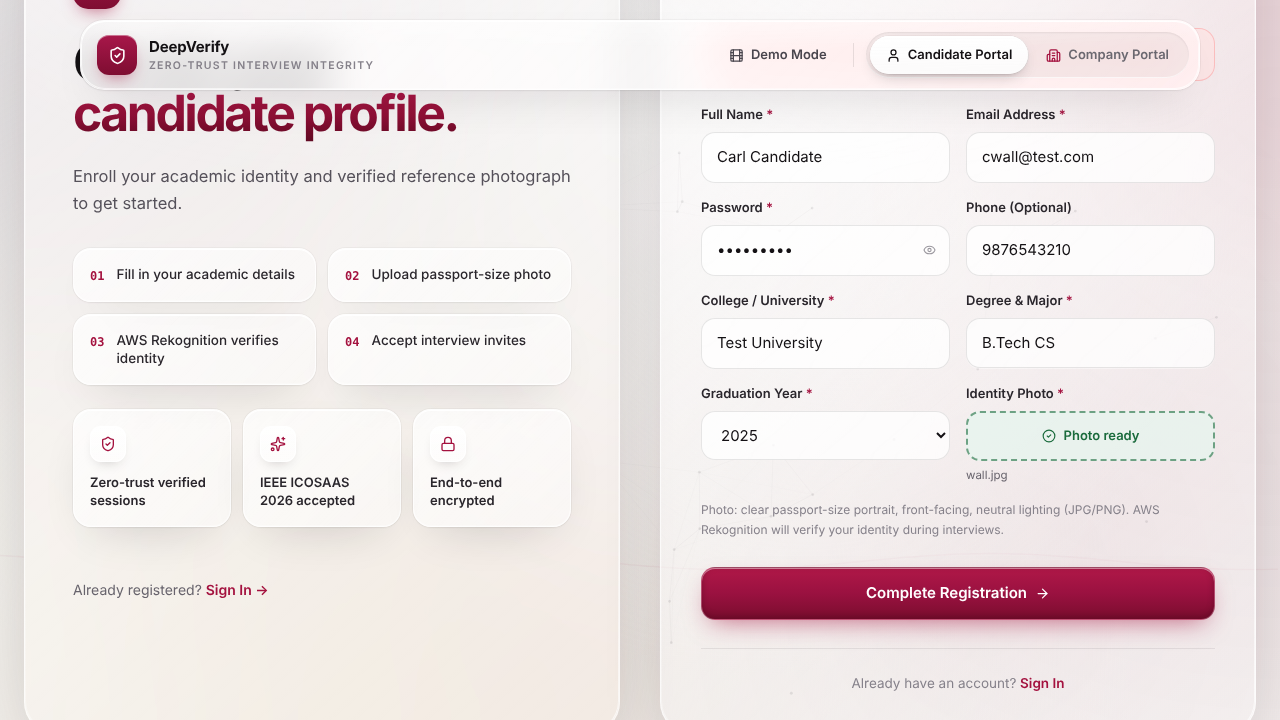 DeepVerify
ZERO-TRUST INTERVIEW INTEGRITY
Demo Mode
Candidate Portal
Company Portal
candidate profile.
Enroll your academic identity and verified reference photograph
to get started.
01 Fill in your academic details
02 Upload passport-size photo
03 AWS Rekognition verifies
identity
04 Accept interview invites
Zero-trust verified
sessions
IEEE ICOSAAS
2026 accepted
End-to-end
encrypted
Already registered? Sign In →
Full Name *
Carl Candidate
Email Address *
cwall@test.com
Password *
•••••••••
Phone (Optional)
9876543210
College / University *
Test University
Degree & Major *
B.Tech CS
Graduation Year *
2025
Identity Photo *
Photo ready
wall.jpg
Photo: clear passport-size portrait, front-facing, neutral lighting (JPG/PNG). AWS
Rekognition will verify your identity during interviews.
Complete Registration →
Already have an account? Sign In